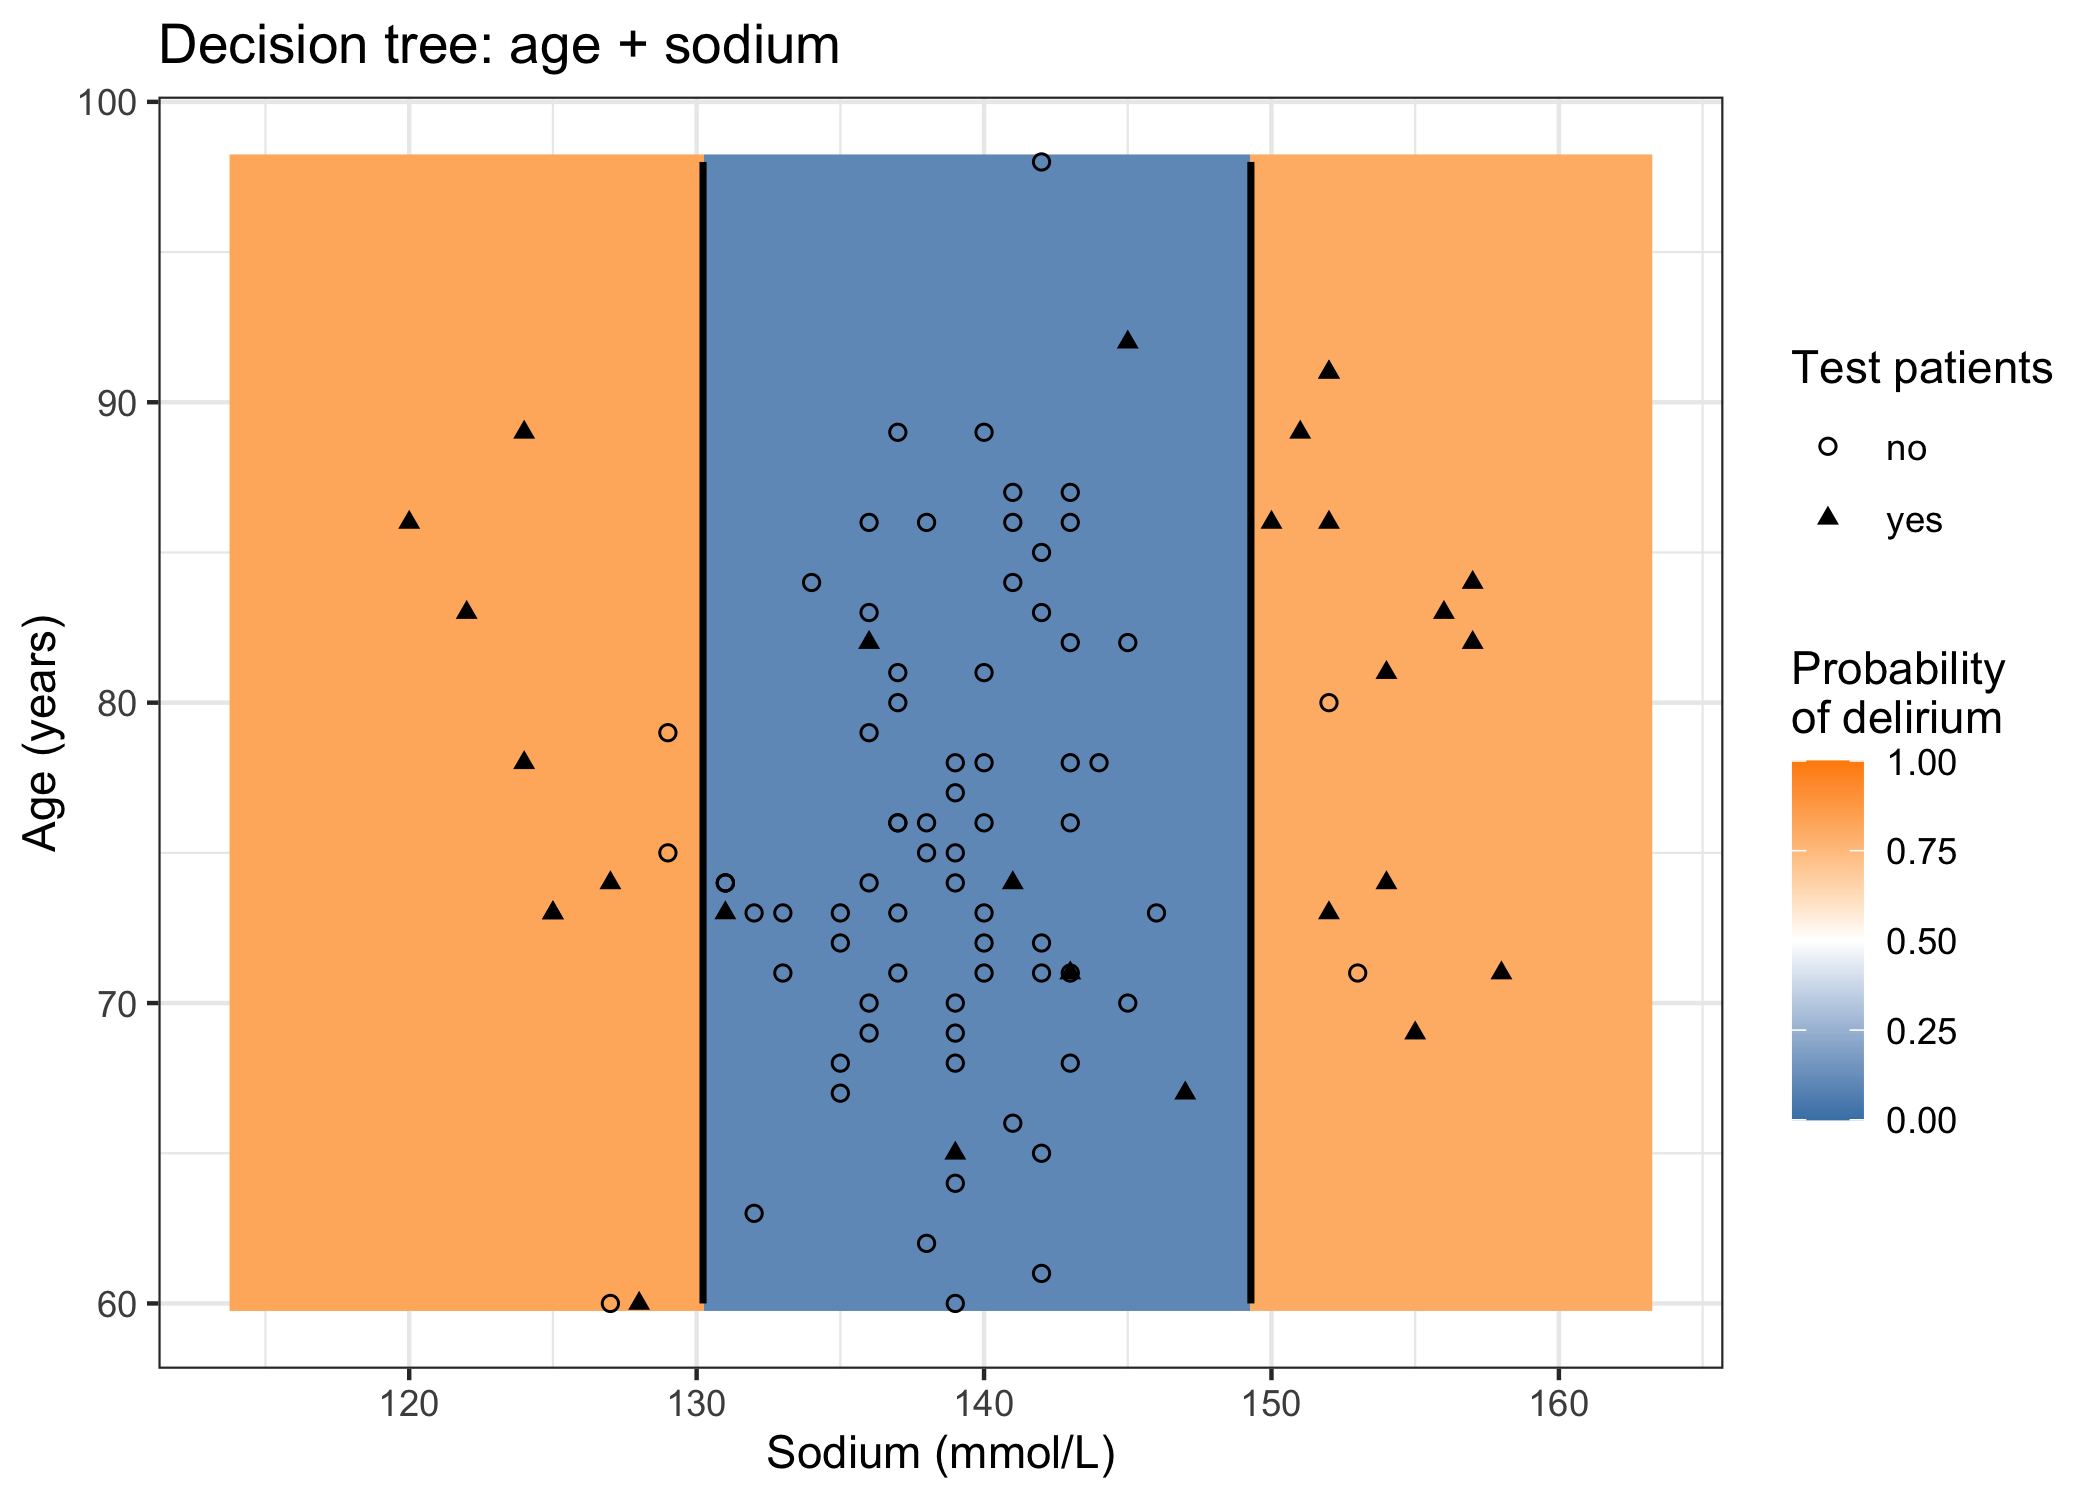 Decision tree: age + sodium
100
90
80
70
60
Age (years)
120
130
140
150
160
Sodium (mmol/L)
Test patients
no
yes
Probability
of delirium
1.00
0.75
0.50
0.25
0.00